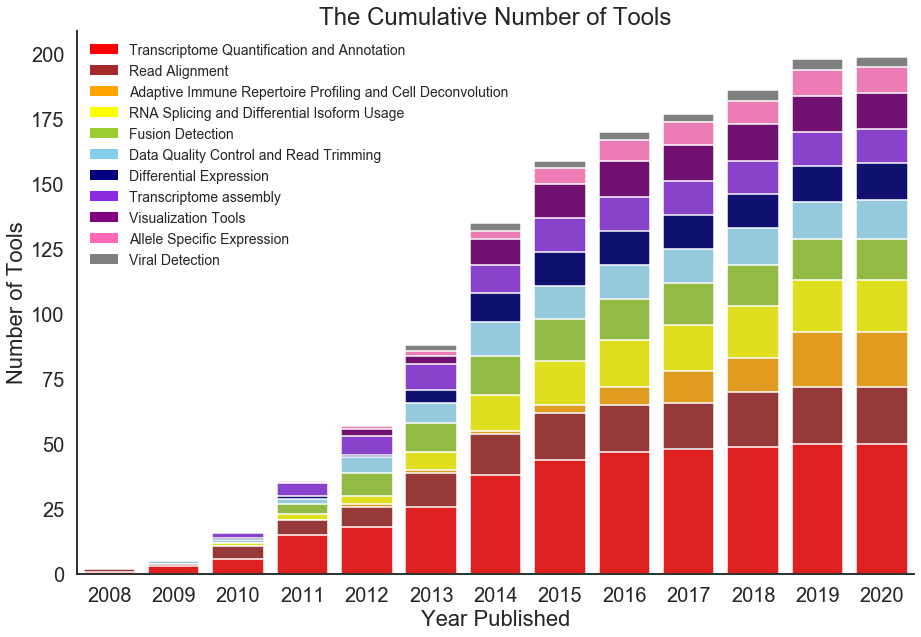 The Cumulative Number of Tools
Transcriptome Quantification and Annotation
Read Alignment
Adaptive Immune Repertoire Profiling and Cell Deconvolution
RNA Splicing and Differential Isoform Usage
Fusion Detection
Data Quality Control and Read Trimming
Differential Expression
Transcriptome assembly
Visualization Tools
Allele Specific Expression
Viral Detection
Number of Tools
200
175
150
125
100
75
50
25
0
2008 2009 2010 2011 2012 2013 2014 2015 2016 2017 2018 2019 2020
Year Published